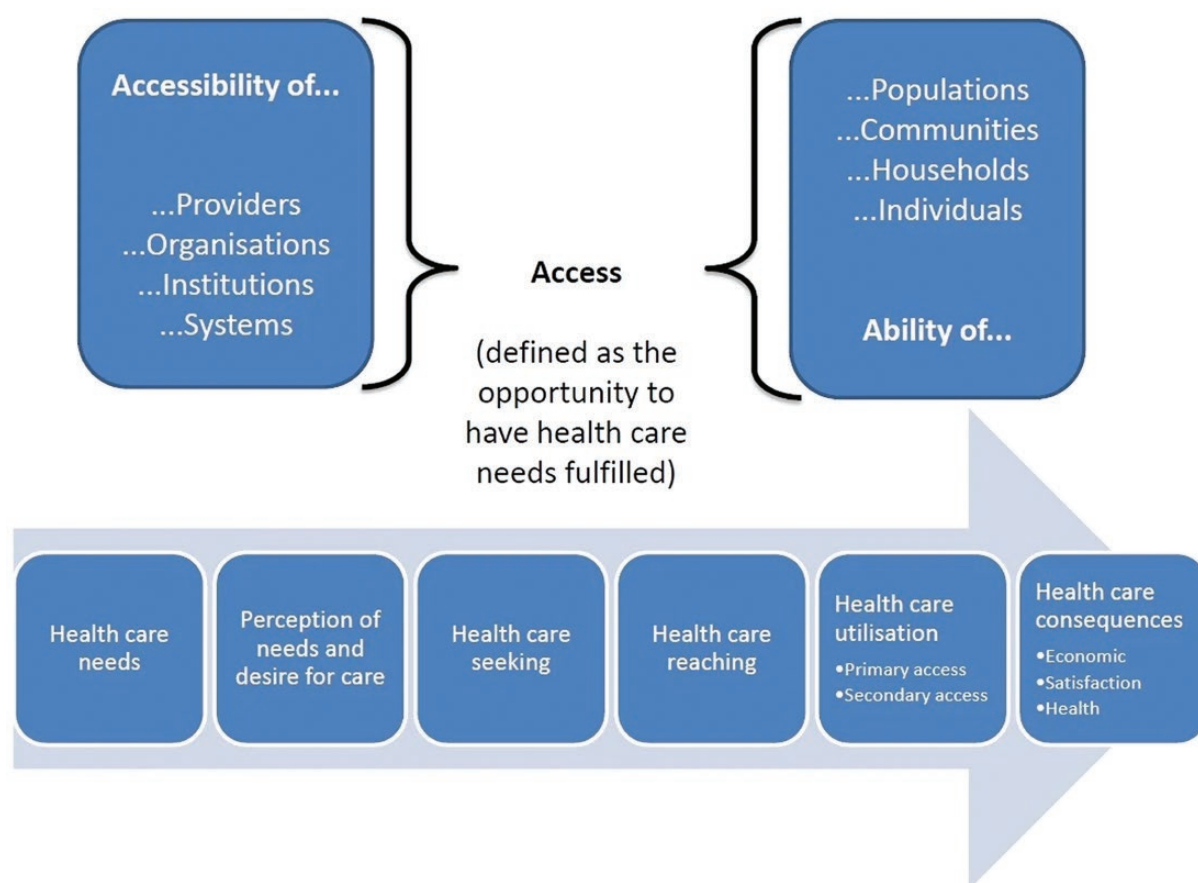 Accessibility of...
...Providers
...Organisations
...Institutions
...Systems
Access
(defined as the
opportunity to
have health care
needs fulfilled)
...Populations
...Communities
...Households
...Individuals
Ability of...
Health care
needs
Perception of
needs and
desire for care
Health care
seeking
Health care
reaching
Health care
utilisation
•Primary access
•Secondary access
Health care
consequences
•Economic
•Satisfaction
•Health